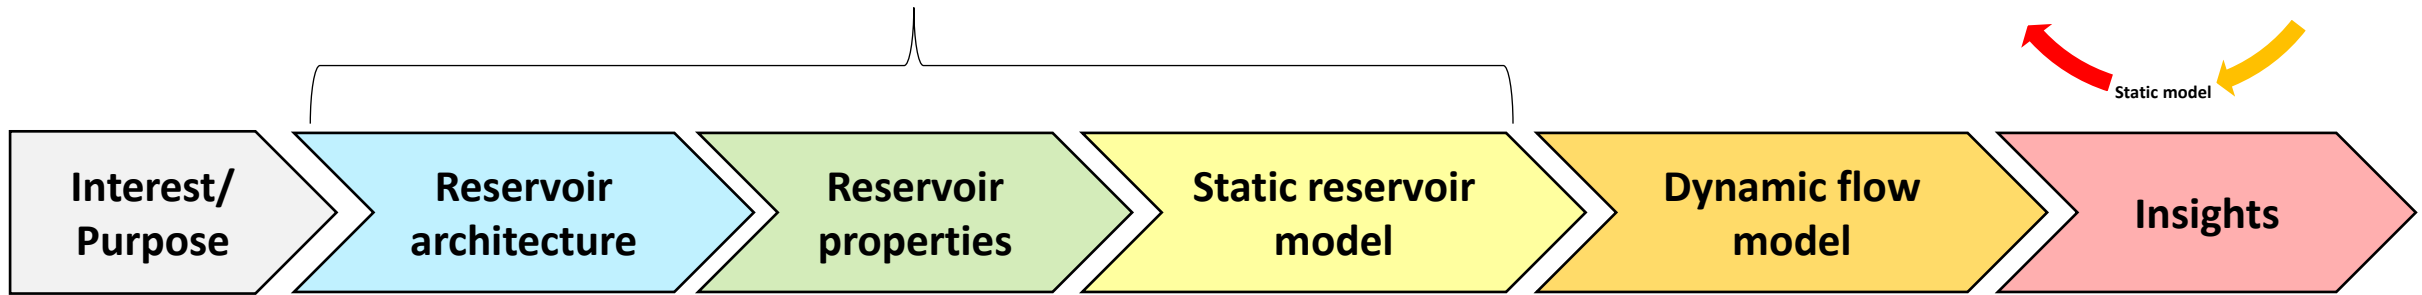 Static model
Interest/
Purpose
Reservoir
architecture
Reservoir
properties
Static reservoir
model
Dynamic flow
model
Insights